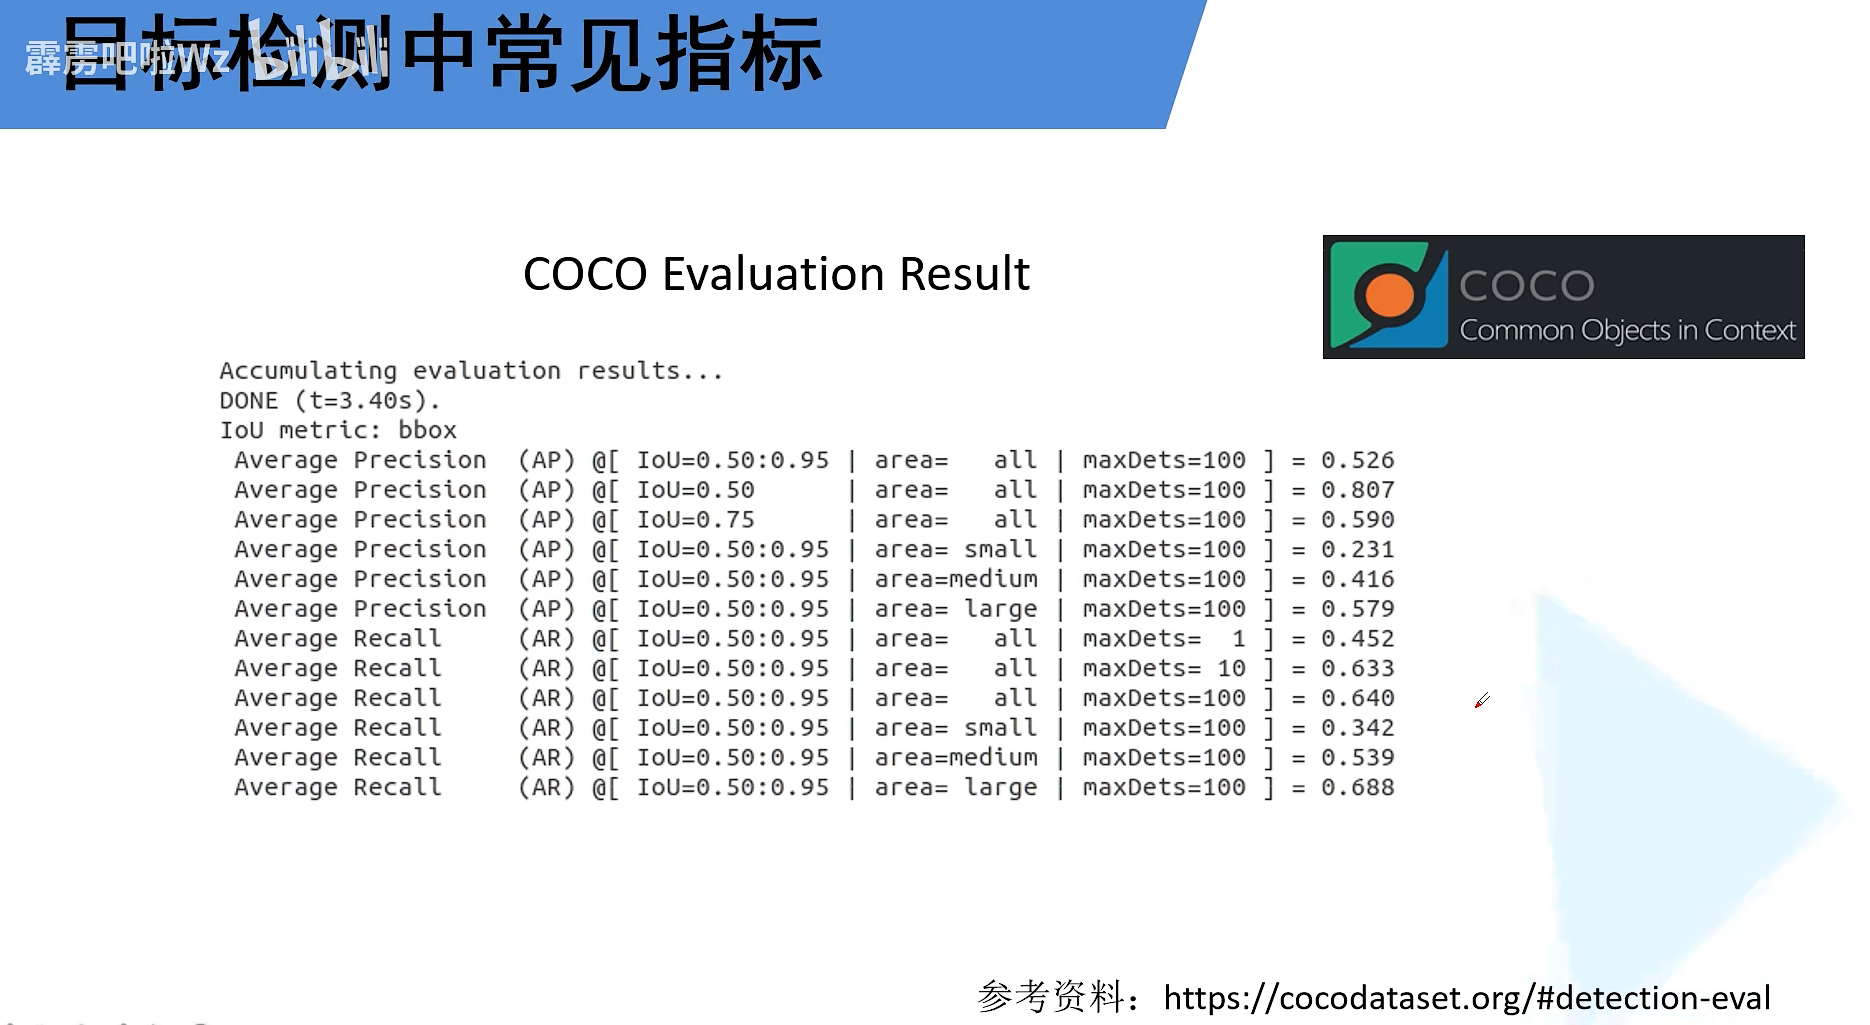 目标检测中常见指标
霹雳吧啦Wz bilibili
COCO Evaluation Result
COCO
Common Objects in Context
Accumulating evaluation results...
DONE (t=3.40s).
IoU metric: bbox
Average Precision  (AP) @[ IoU=0.50:0.95 | area=   all | maxDets=100 ] = 0.526
Average Precision  (AP) @[ IoU=0.50      | area=   all | maxDets=100 ] = 0.807
Average Precision  (AP) @[ IoU=0.75      | area=   all | maxDets=100 ] = 0.590
Average Precision  (AP) @[ IoU=0.50:0.95 | area= small | maxDets=100 ] = 0.231
Average Precision  (AP) @[ IoU=0.50:0.95 | area=medium | maxDets=100 ] = 0.416
Average Precision  (AP) @[ IoU=0.50:0.95 | area= large | maxDets=100 ] = 0.579
Average Recall     (AR) @[ IoU=0.50:0.95 | area=   all | maxDets=  1 ] = 0.452
Average Recall     (AR) @[ IoU=0.50:0.95 | area=   all | maxDets= 10 ] = 0.633
Average Recall     (AR) @[ IoU=0.50:0.95 | area=   all | maxDets=100 ] = 0.640
Average Recall     (AR) @[ IoU=0.50:0.95 | area= small | maxDets=100 ] = 0.342
Average Recall     (AR) @[ IoU=0.50:0.95 | area=medium | maxDets=100 ] = 0.539
Average Recall     (AR) @[ IoU=0.50:0.95 | area= large | maxDets=100 ] = 0.688
参考资料：https://cocodataset.org/#detection-eval